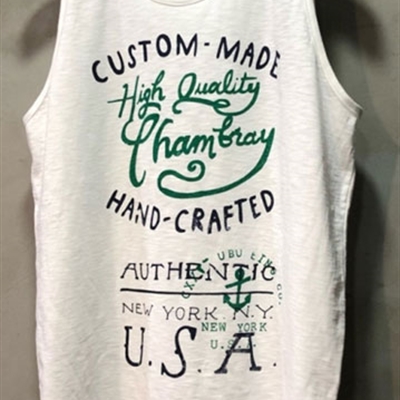 CUSTOM-MADE
High Quality
Chambray
HAND-CRAFTED
AUTHENTIC
NEW YORK N.Y.
NEW YORK
U.S.A.
U.S.A.